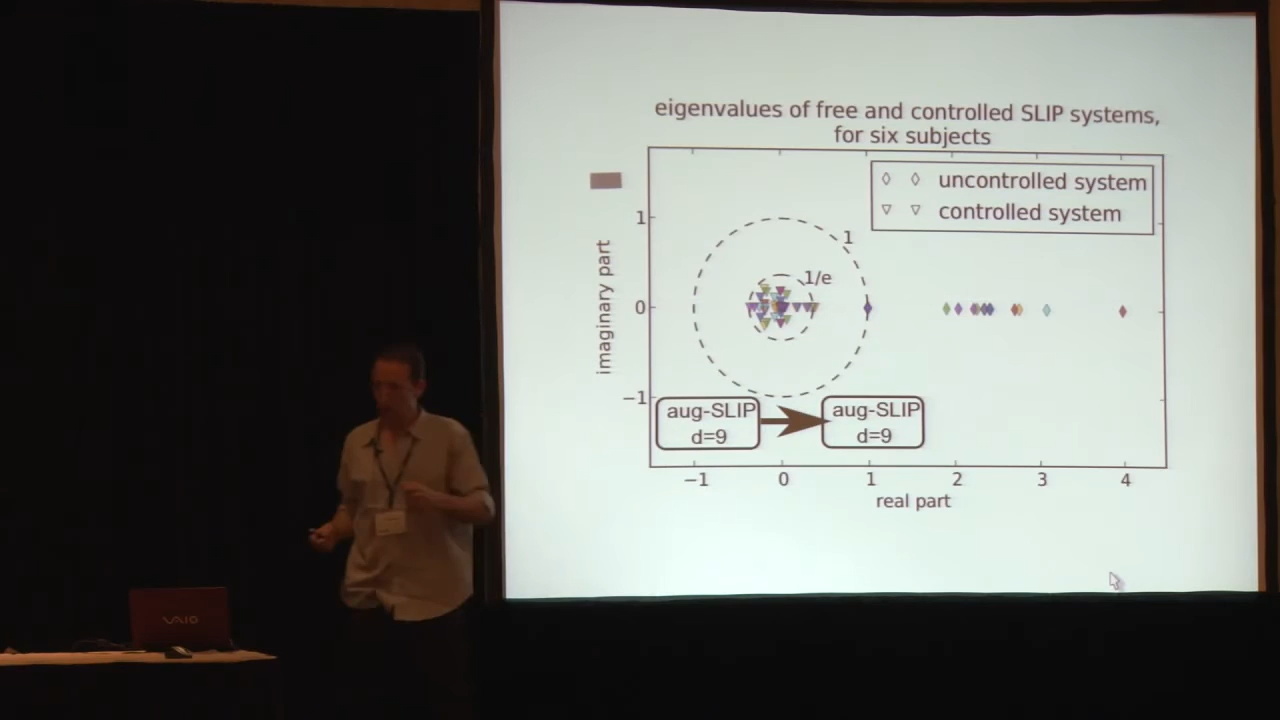 eigenvalues of free and controlled SLIP systems,
for six subjects
uncontrolled system
controlled system
1
1/e
imaginary part
1
0
−1
aug-SLIP
d=9
aug-SLIP
d=9
−1 0 1 2 3 4
real part
VAIO